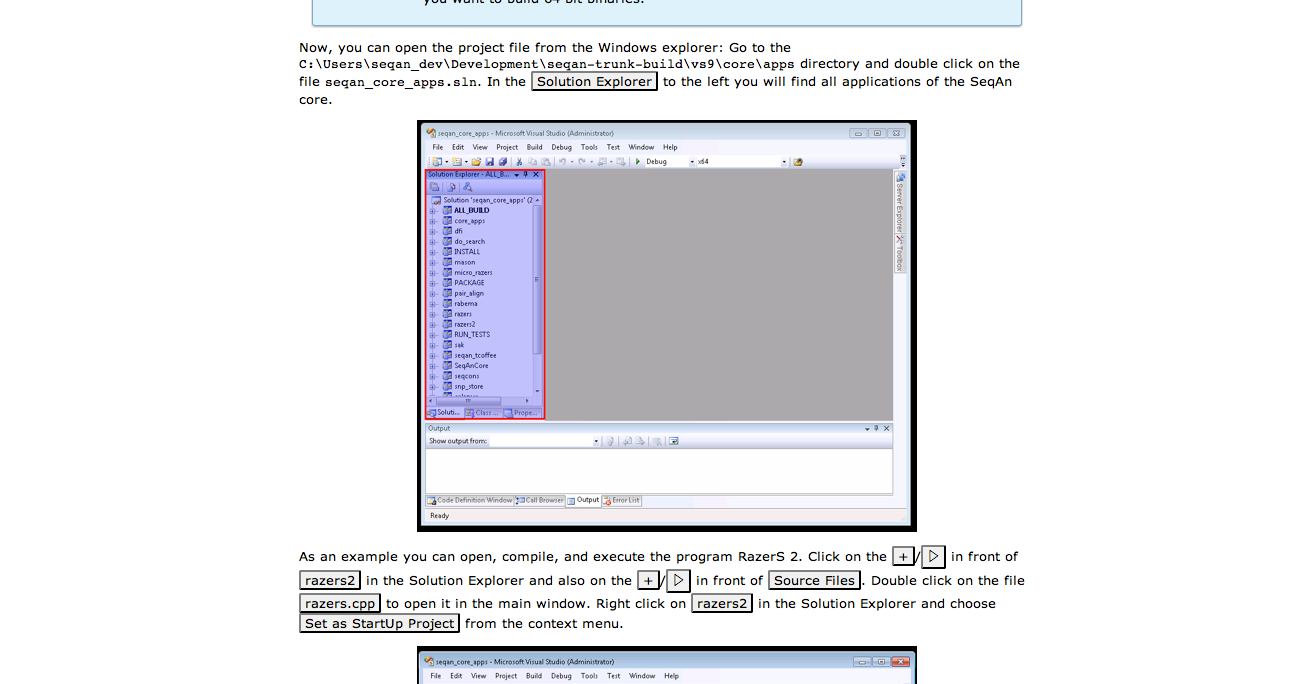 you want to build 64 bit binaries.
Now, you can open the project file from the Windows explorer: Go to the
C:\Users\seqan_dev\Development\seqan-trunk-build\vs9\core\apps directory and double click on the
file seqan_core_apps.sln. In the Solution Explorer to the left you will find all applications of the SeqAn
core.
seqan_core_apps - Microsoft Visual Studio (Administrator)
File Edit View Project Build Debug Tools Test Window Help
Debug x64
Solution Explorer - ALL_B...
Solution 'seqan_core_apps' (2
ALL_BUILD
core_apps
dfi
do_search
INSTALL
mason
micro_razers
PACKAGE
pair_align
rabema
razers
razers2
RUN_TESTS
sak
seqan_tcoffee
SeqAnCore
seqcons
snp_store
Soluti... Class ... Prope...
Server Explorer
Toolbox
Output
Show output from:
Code Definition Window Call Browser Output Error List
Ready
As an example you can open, compile, and execute the program RazerS 2. Click on the +/▷ in front of
razers2 in the Solution Explorer and also on the +/▷ in front of Source Files. Double click on the file
razers.cpp to open it in the main window. Right click on razers2 in the Solution Explorer and choose
Set as StartUp Project from the context menu.
seqan_core_apps - Microsoft Visual Studio (Administrator)
File Edit View Project Build Debug Tools Test Window Help